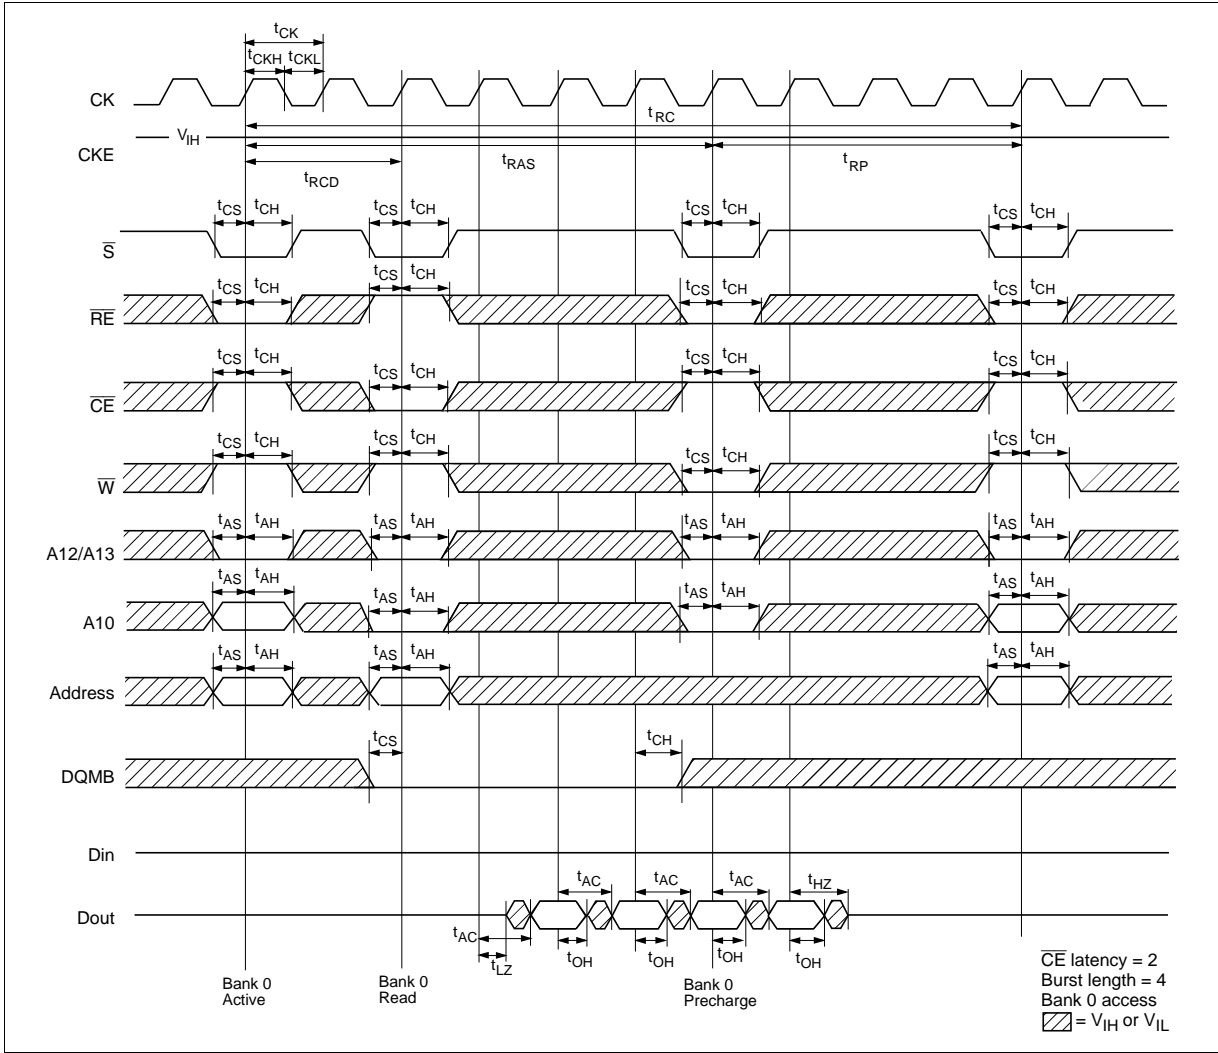 tCK
tCKH tCKL
CK
tRC
VIH
CKE
tRAS tRP
tRCD
tCS tCH tCS tCH tCS tCH tCS tCH
S
tCS tCH tCS tCH tCS tCH tCS tCH
RE
tCS tCH tCS tCH tCS tCH tCS tCH
CE
tCS tCH tCS tCH tCS tCH tCS tCH
W
tAS tAH tAS tAH tAS tAH tAS tAH
A12/A13
tAS tAH tAS tAH tAS tAH tAS tAH
A10
tAS tAH tAS tAH tAS tAH
Address
tCS tCH
DQMB
Din
tAC tAC tAC tHZ
Dout
tAC
tLZ tOH tOH tOH tOH
Bank 0
Active
Bank 0
Read
Bank 0
Precharge
CE latency = 2
Burst length = 4
Bank 0 access
= VIH or VIL